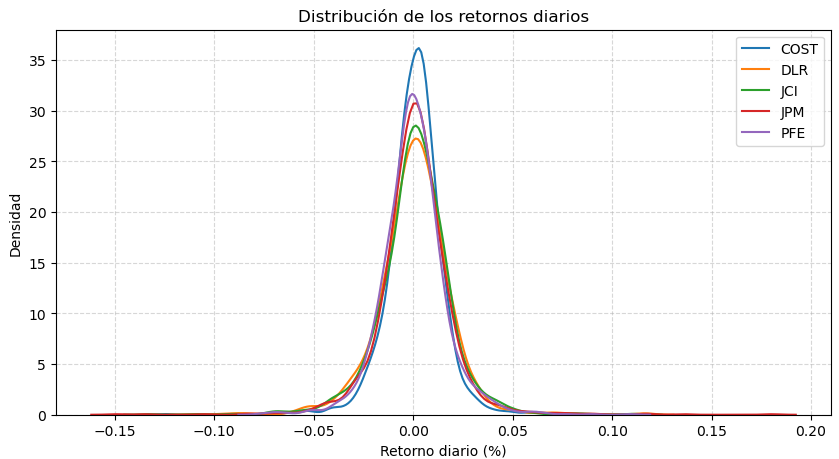 Distribución de los retornos diarios
COST
DLR
JCI
JPM
PFE
Densidad
35
30
25
20
15
10
5
0
−0.15
−0.10
−0.05
0.00
0.05
0.10
0.15
0.20
Retorno diario (%)